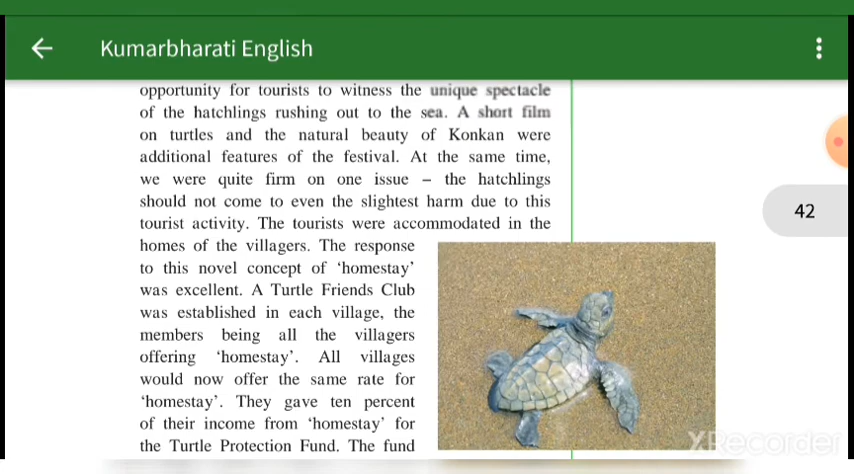 Kumarbharati English
opportunity for tourists to witness the unique spectacle
of the hatchlings rushing out to the sea. A short film
on turtles and the natural beauty of Konkan were
additional features of the festival. At the same time,
we were quite firm on one issue – the hatchlings
should not come to even the slightest harm due to this
tourist activity. The tourists were accommodated in the
homes of the villagers. The response
to this novel concept of ‘homestay’
was excellent. A Turtle Friends Club
was established in each village, the
members being all the villagers
offering ‘homestay’. All villages
would now offer the same rate for
‘homestay’. They gave ten percent
of their income from ‘homestay’ for
the Turtle Protection Fund. The fund
42
XRecorder